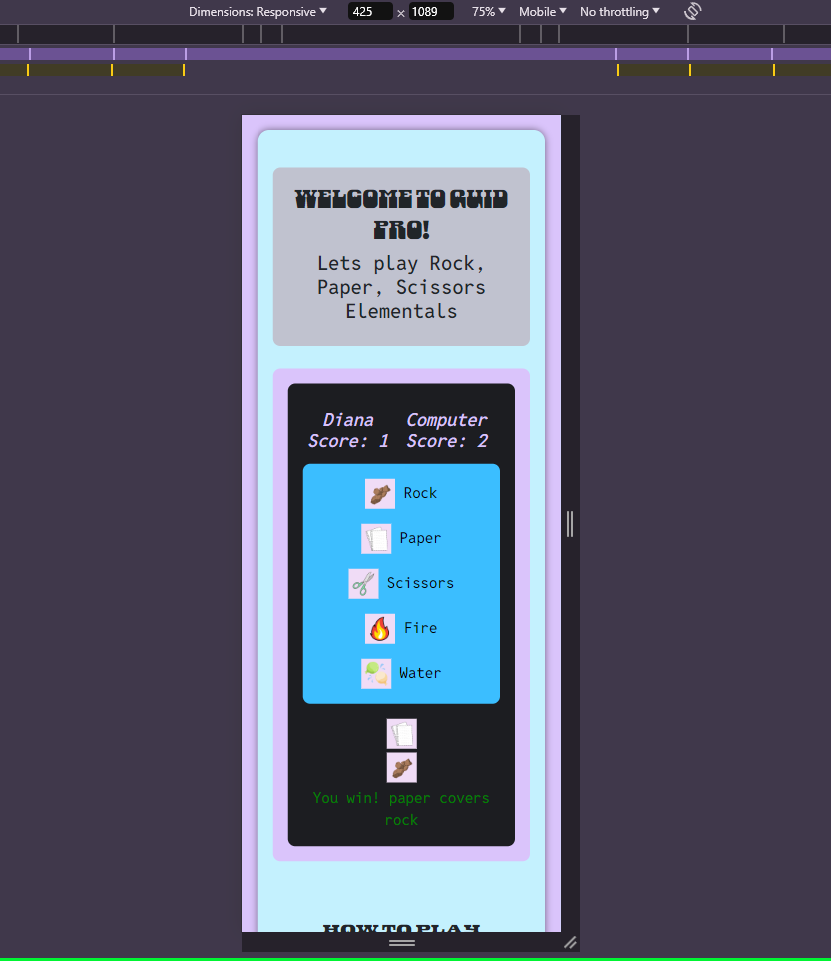 Dimensions: Responsive 425 × 1089 75% Mobile No throttling
WELCOME TO GUID
PRO!
Lets play Rock,
Paper, Scissors
Elementals
Diana Computer
Score: 1 Score: 2
Rock
Paper
Scissors
Fire
Water
You win! paper covers
rock
HOW TO PLAY